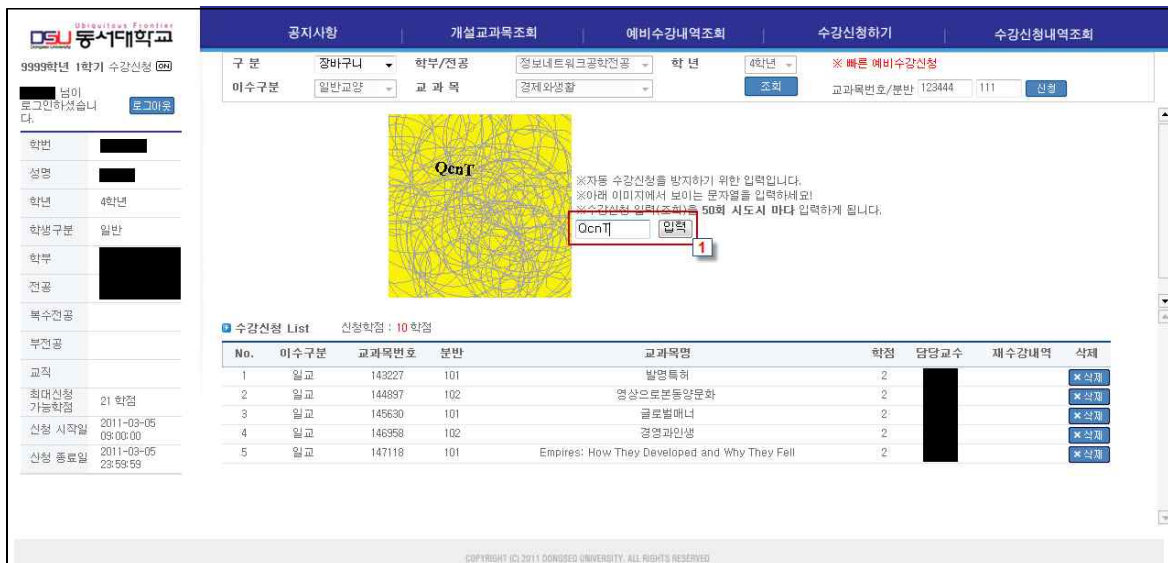 Ubiquitous Frontier
DSU 동서대학교
9999학년 1학기 수강신청 ON
님이
로그인하셨습니
다.
로그아웃
학번
성명
학년 4학년
학생구분 일반
학부
전공
복수전공
부전공
교직
최대신청
가능학점
21 학점
신청 시작일
2011-03-05
09:00:00
신청 종료일
2011-03-05
23:59:59
공지사항 | 개설교과목조회 | 예비수강내역조회 | 수강신청하기 | 수강신청내역조회
구 분 장바구니 학부/전공 정보네트워크공학전공 학 년 4학년 ※ 빠른 예비수강신청
이수구분 일반교양 교 과 목 경제와생활 조회 교과목번호/분반 123444 111 신청
QcnT
※자동 수강신청을 방지하기 위한 입력입니다.
※아래 이미지에서 보이는 문자열을 입력하세요!
※수강신청 입력(조회)을 50회 시도시 마다 입력하게 됩니다.
QcnT 입력
1
수강신청 List 신청학점 : 10 학점
No. 이수구분 교과목번호 분반 교과목명 학점 담당교수 재수강내역 삭제
1 일교 143227 101 발명특허 2 ×삭제
2 일교 144897 102 영상으로본동양문화 2 ×삭제
3 일교 145630 101 글로벌매너 2 ×삭제
4 일교 146958 102 경영과인생 2 ×삭제
5 일교 147118 101 Empires: How They Developed and Why They Fell 2 ×삭제
COPYRIGHT (C) 2011 DONGSEO UNIVERSITY. ALL RIGHTS RESERVED